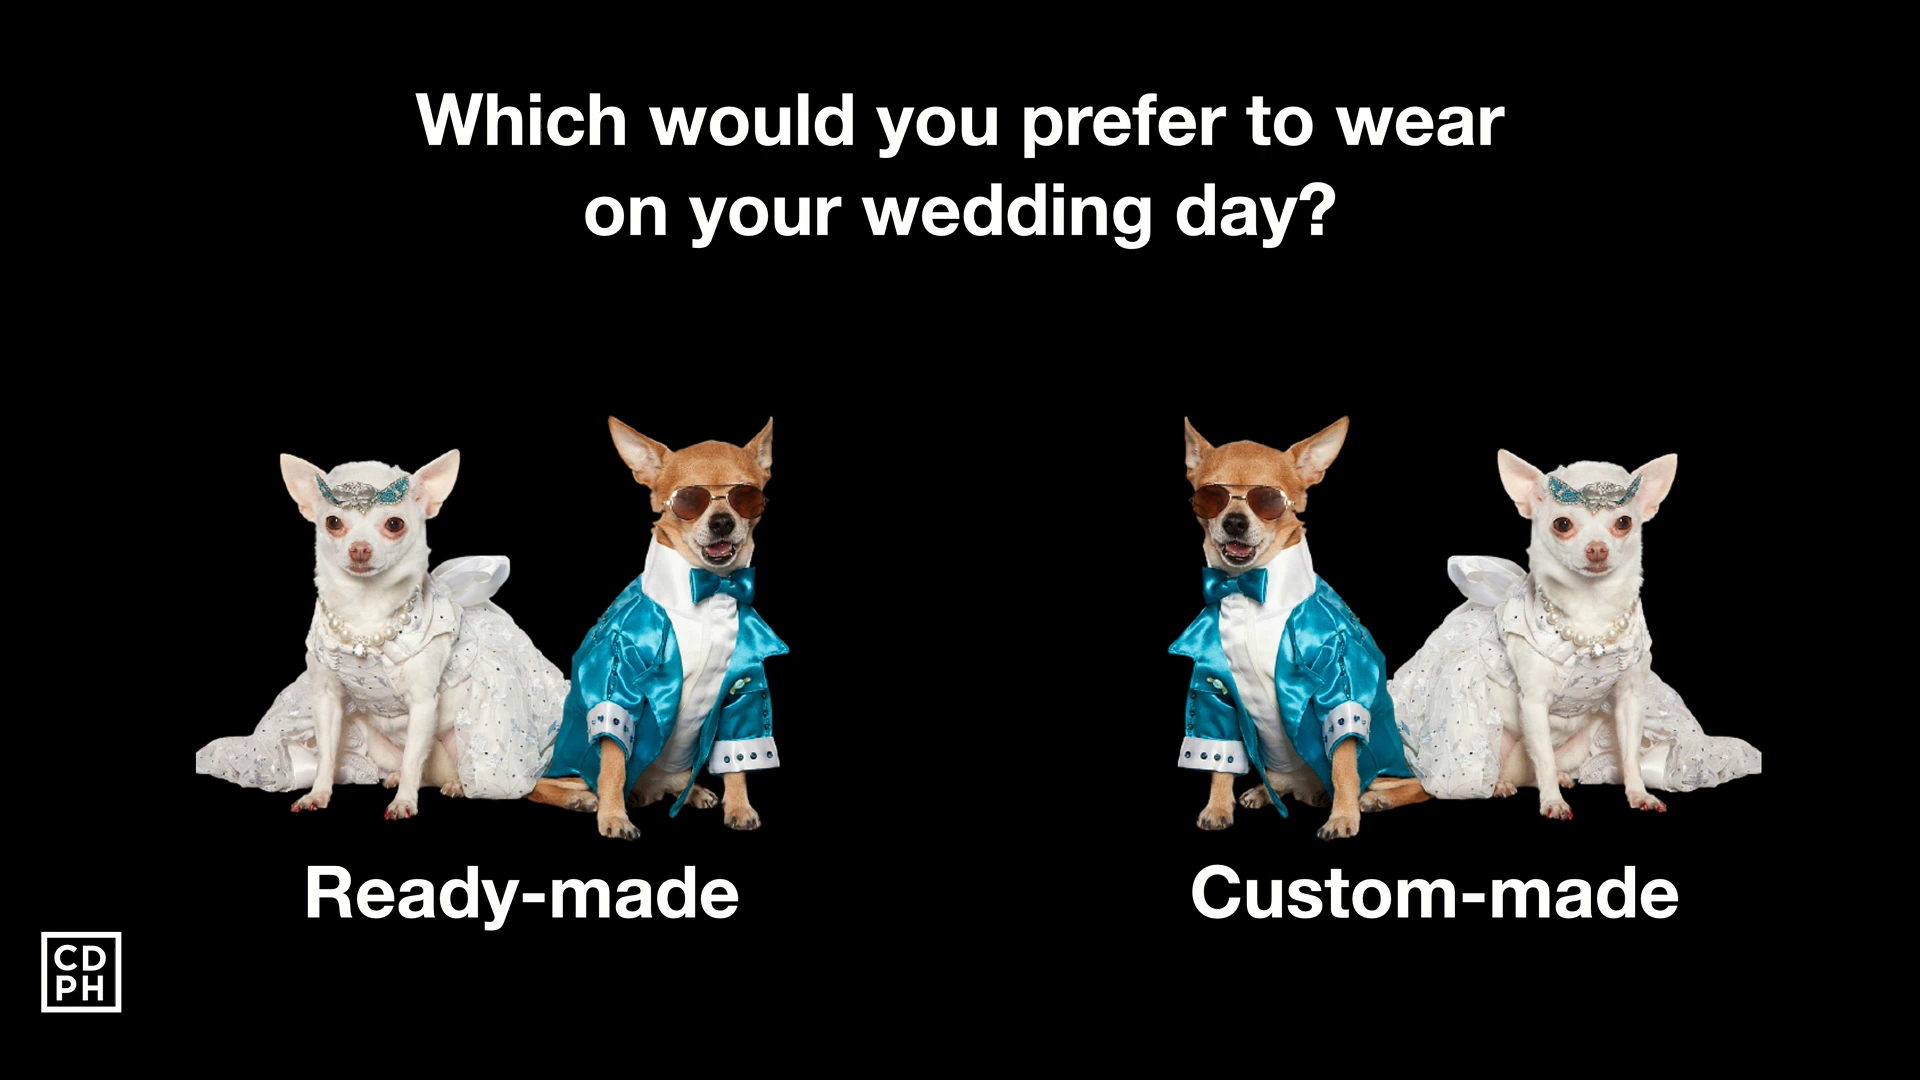 Which would you prefer to wear
on your wedding day?
Ready-made
Custom-made
CD
PH